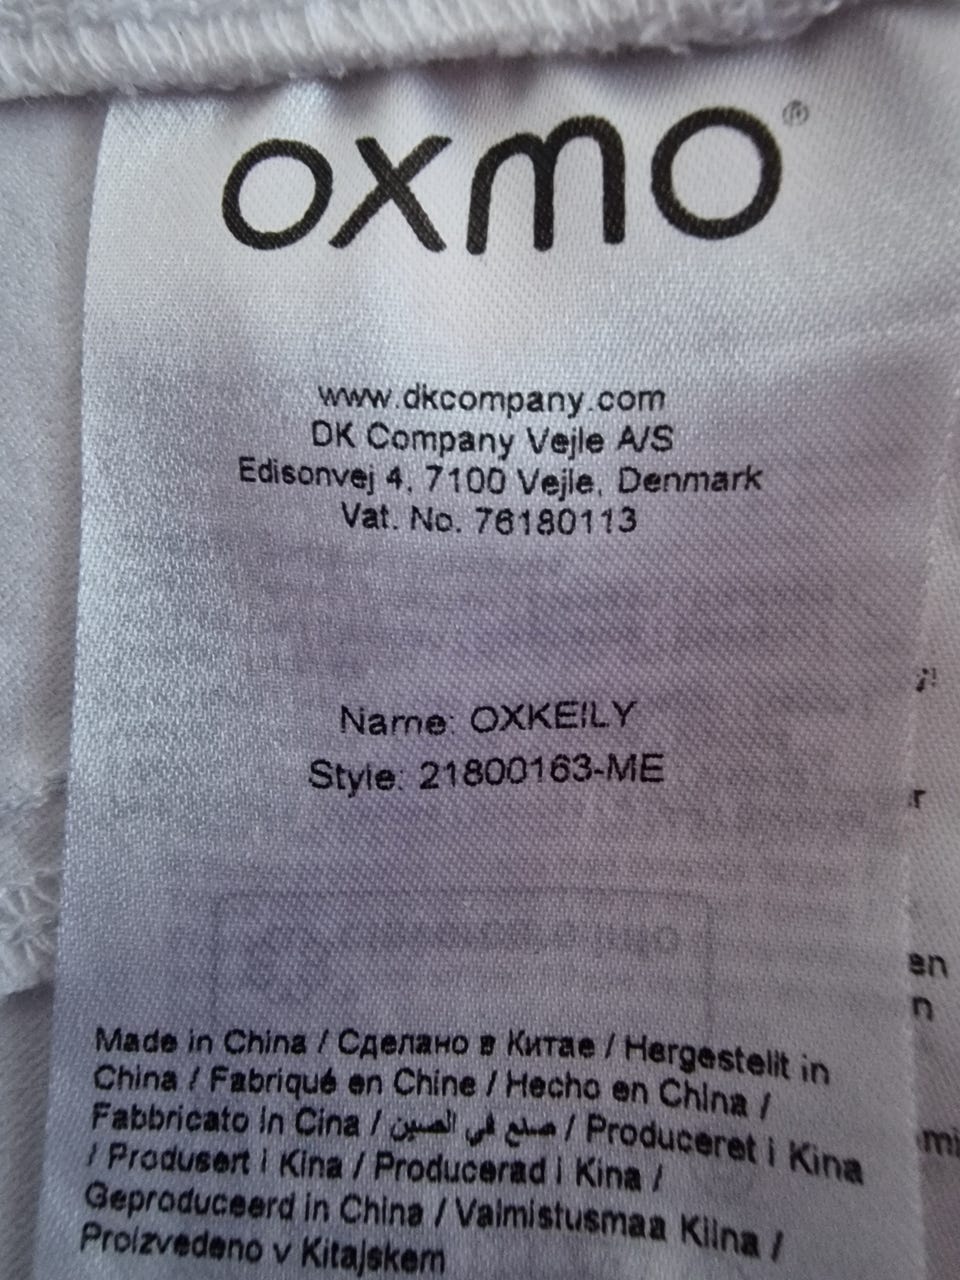 oxmo®
www.dkcompany.com
DK Company Vejle A/S
Edisonvej 4, 7100 Vejle, Denmark
Vat. No. 76180113
Name: OXKEILY
Style: 21800163-ME
Made in China / Сделано в Китае / Hergestellt in
China / Fabriqué en Chine / Hecho en China /
Fabbricato in Cina / صنع في الصين / Produceret i Kina
/ Produsert i Kina / Producerad i Kina /
Geproduceerd in China / Valmistusmaa Kiina /
Proizvedeno v Kitajskem